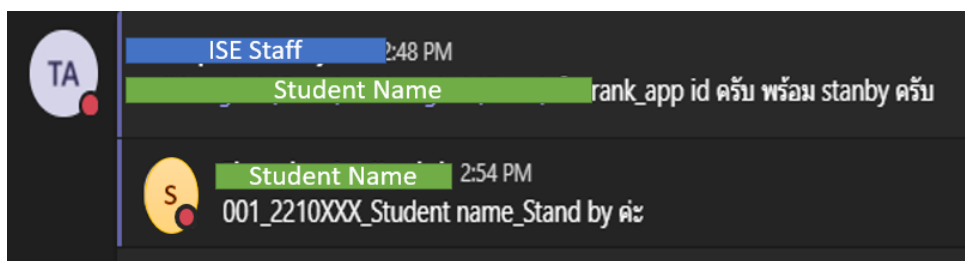 TA
ISE Staff 2:48 PM
Student Name rank_app id ครับ พร้อม stanby ครับ
S
Student Name 2:54 PM
001_2210XXX_Student name_Stand by ค่ะ